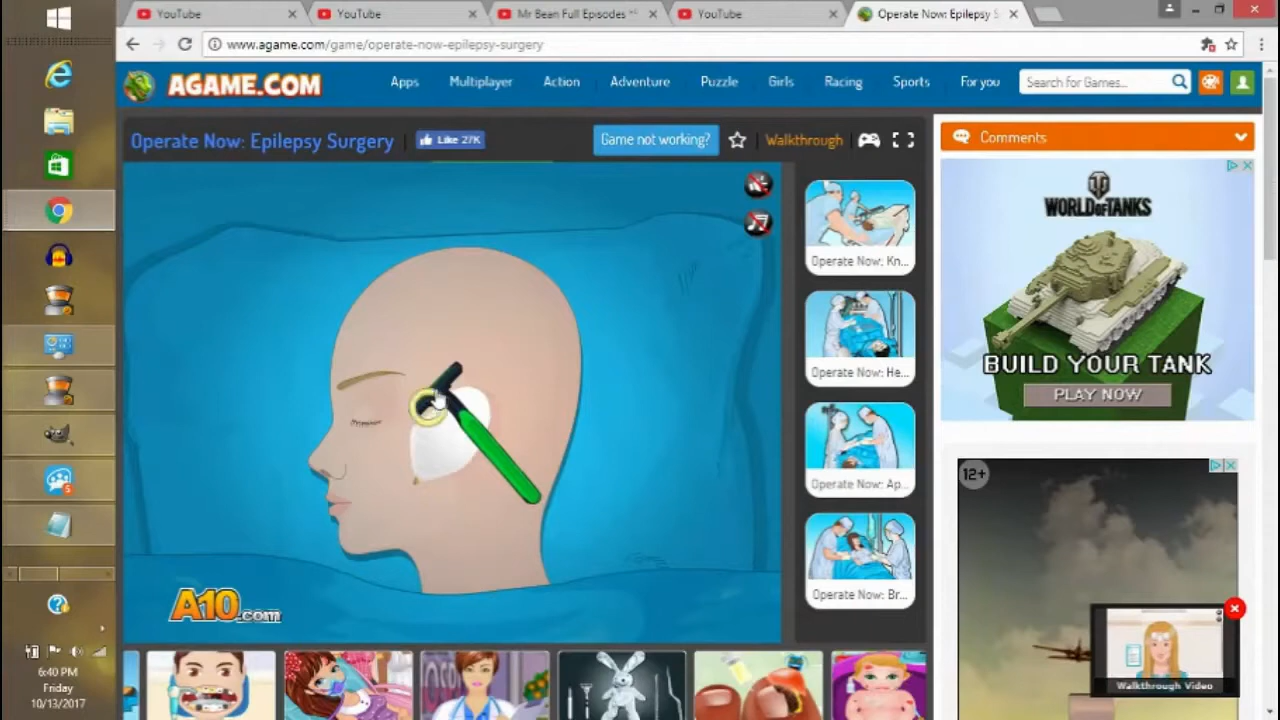 YouTube
YouTube
Mr Bean Full Episodes
YouTube
Operate Now: Epilepsy S
www.agame.com/game/operate-now-epilepsy-surgery
AGAME.COM
Apps Multiplayer Action Adventure Puzzle Girls Racing Sports For you
Search for Games...
Operate Now: Epilepsy Surgery
Like 27K
Game not working?
Walkthrough
Comments
WORLD OF TANKS
BUILD YOUR TANK
PLAY NOW
Operate Now: Kn...
Operate Now: He...
Operate Now: Ap...
Operate Now: Br...
12+
A10.com
Walkthrough Video
6:40 PM
Friday
10/13/2017